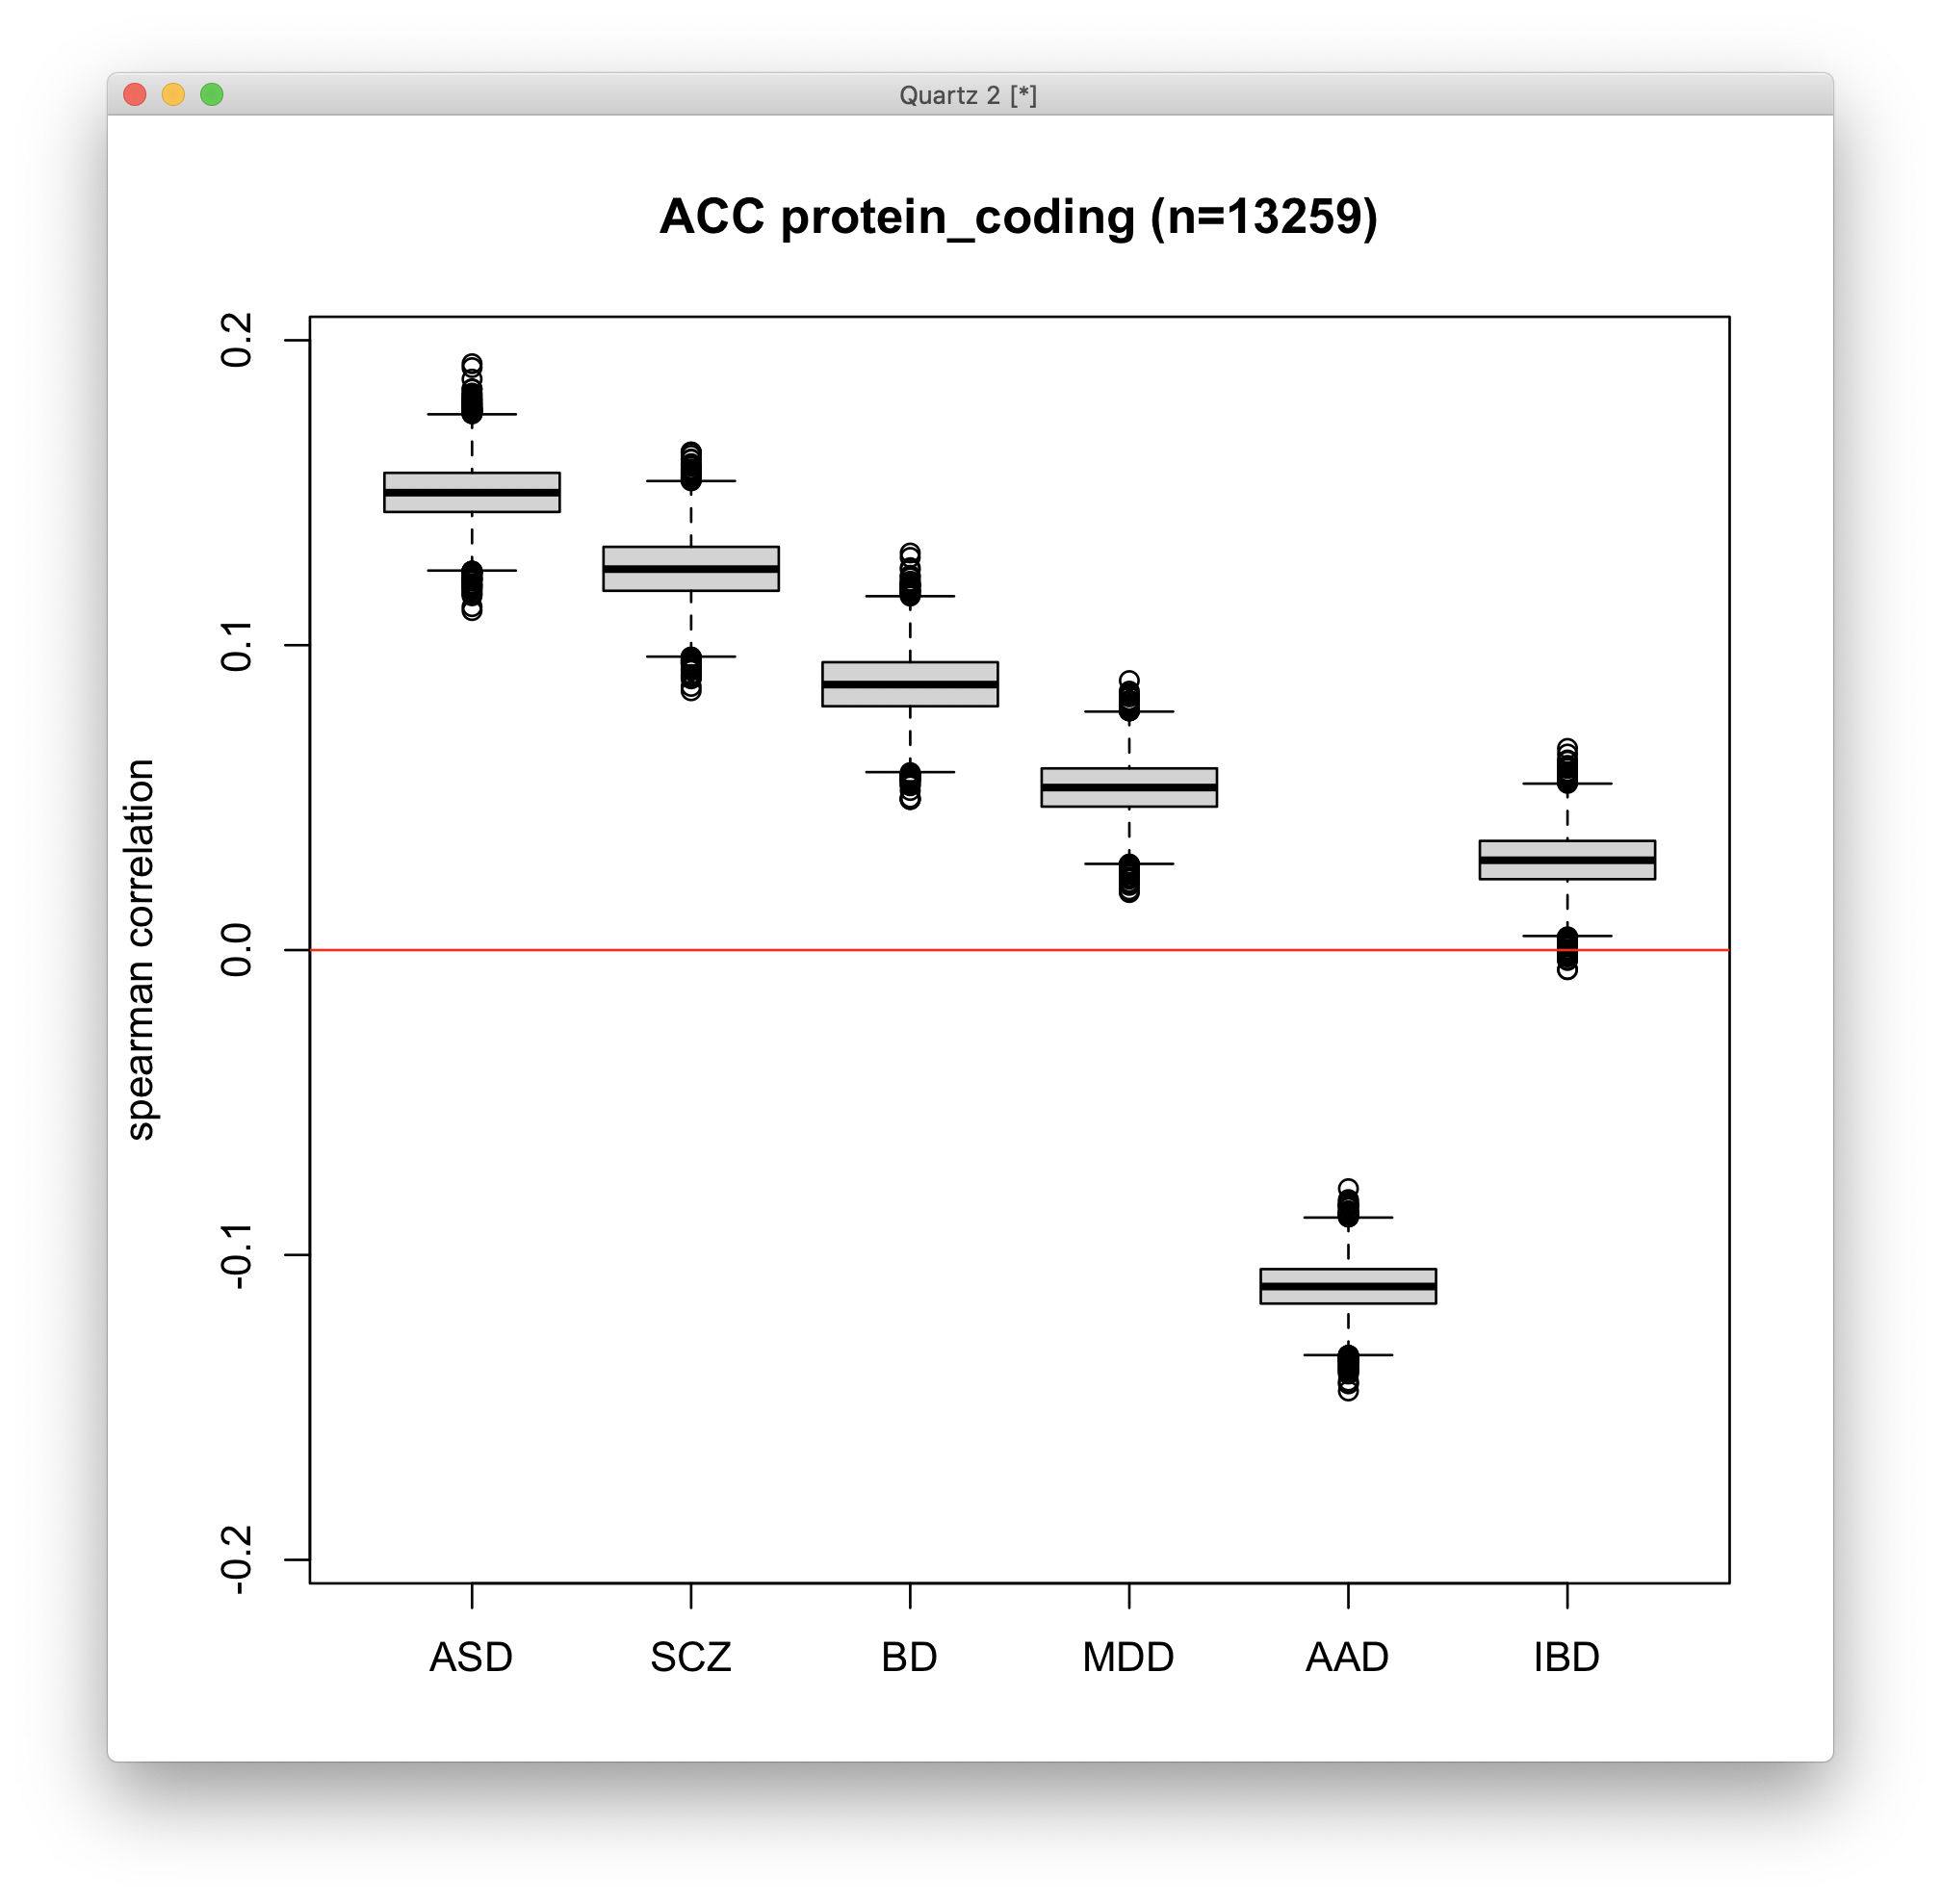 Quartz 2 [*]
ACC protein_coding (n=13259)
spearman correlation
0.2
0.1
0.0
-0.1
-0.2
ASD SCZ BD MDD AAD IBD